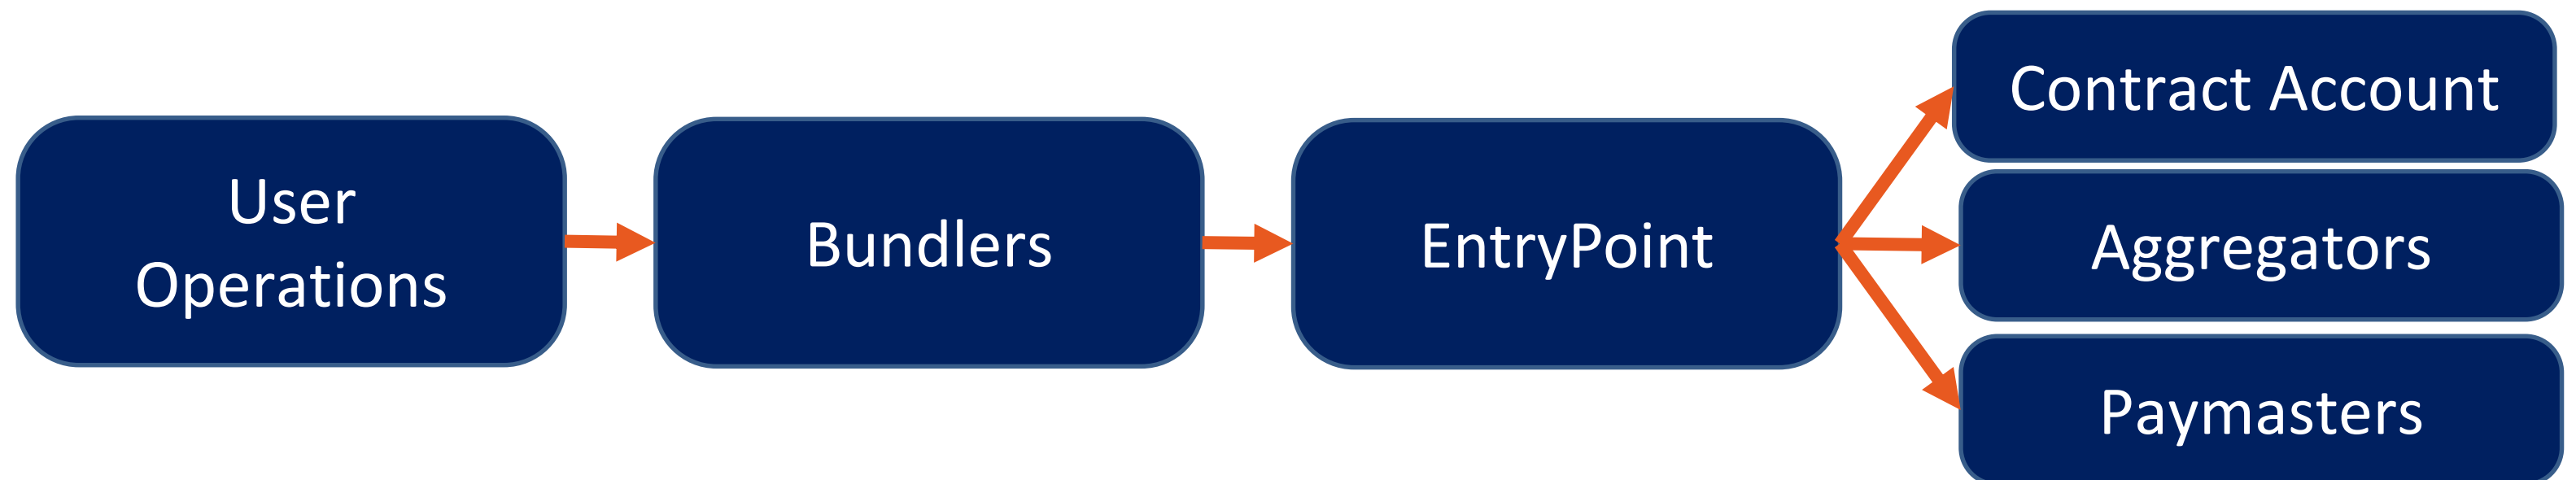 User
Operations
Bundlers
EntryPoint
Contract Account
Aggregators
Paymasters